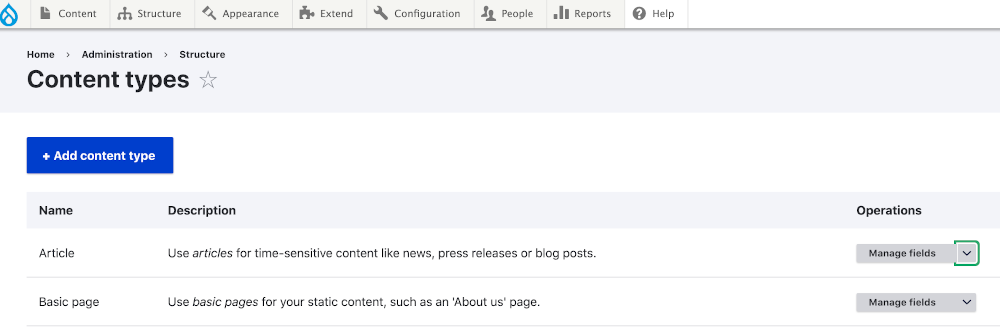 Content Structure Appearance Extend Configuration People Reports Help
Home › Administration › Structure
Content types
+ Add content type
Name Description Operations
Article Use articles for time-sensitive content like news, press releases or blog posts. Manage fields
Basic page Use basic pages for your static content, such as an 'About us' page. Manage fields